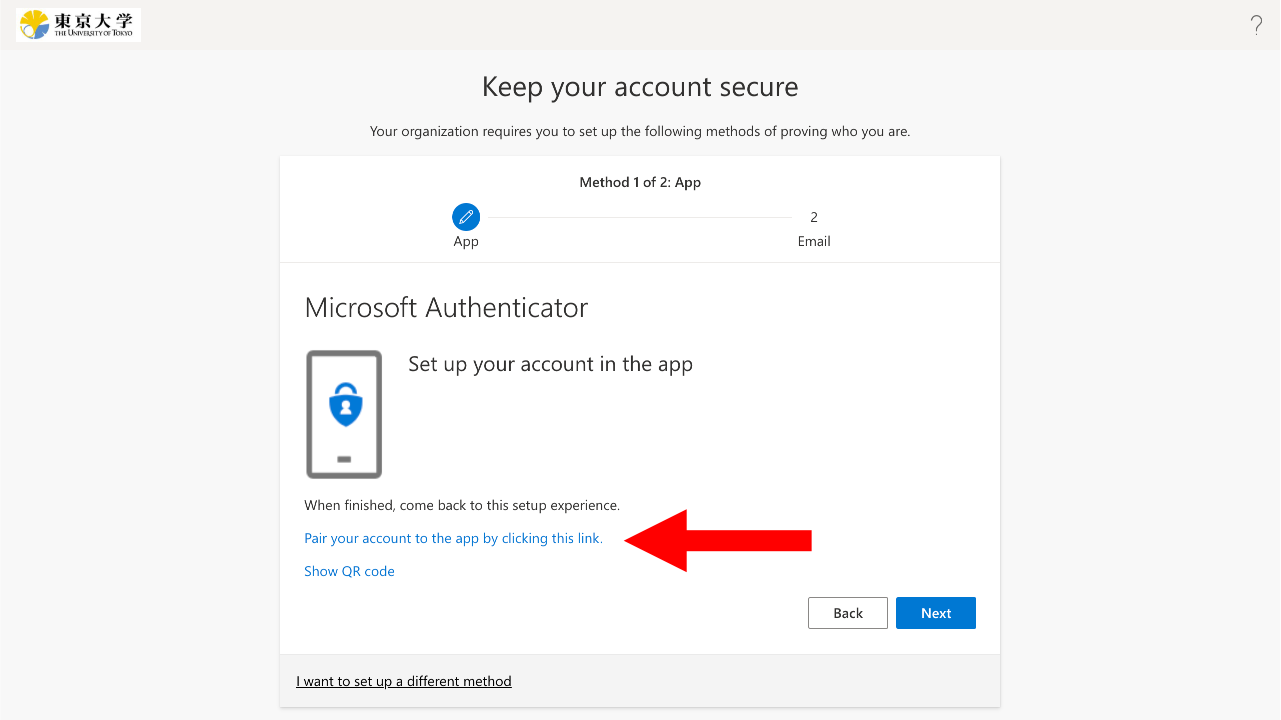 東京大学
THE UNIVERSITY OF TOKYO
?
Keep your account secure
Your organization requires you to set up the following methods of proving who you are.
Method 1 of 2: App
2
App
Email
Microsoft Authenticator
Set up your account in the app
When finished, come back to this setup experience.
Pair your account to the app by clicking this link.
Show QR code
Back
Next
I want to set up a different method